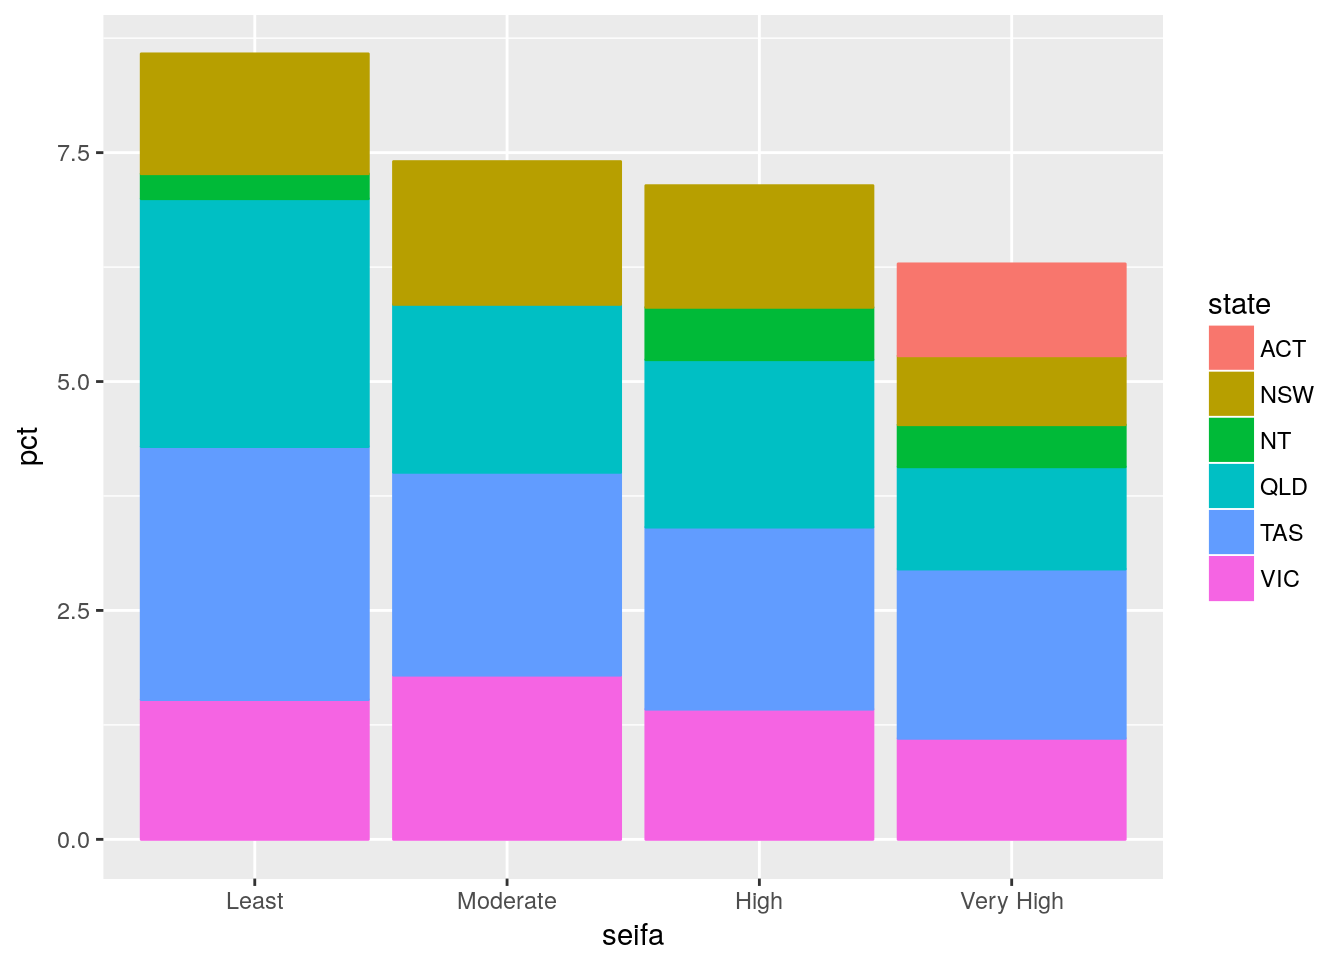 7.5
5.0
2.5
0.0
pct
Least Moderate High Very High
seifa
state
ACT
NSW
NT
QLD
TAS
VIC